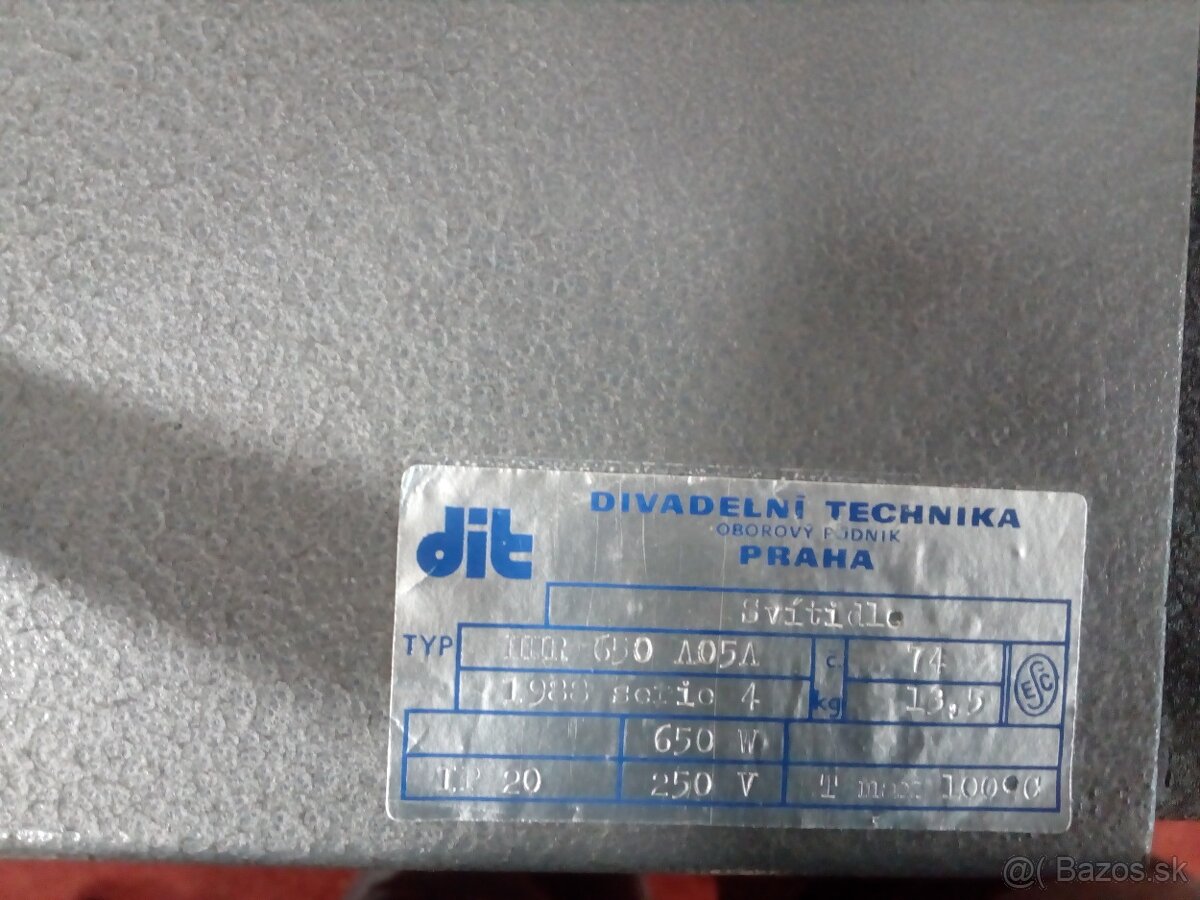 dit
DIVADELNÍ TECHNIKA
OBOROVÝ PODNIK
PRAHA
Svítidlo
TYP 650 A05A č. 74
1988 serie 4 kg 13,5
ESČ
650 W
IP 20 250 V T max 100°C
@( Bazos.sk